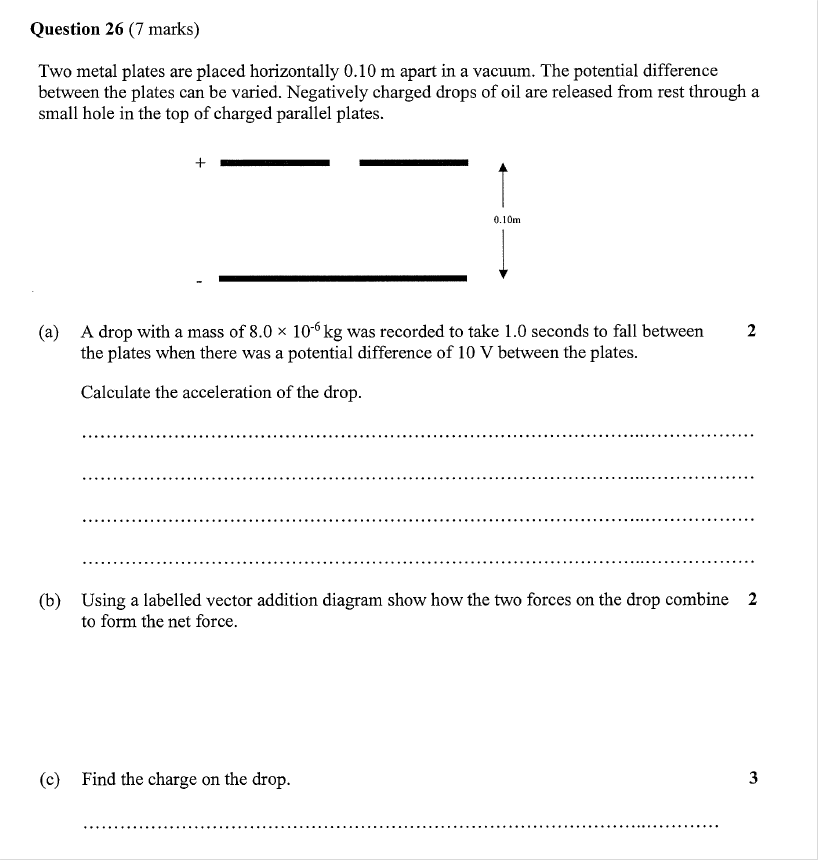 Question 26 (7 marks)
Two metal plates are placed horizontally 0.10 m apart in a vacuum. The potential difference
between the plates can be varied. Negatively charged drops of oil are released from rest through a
small hole in the top of charged parallel plates.
+
0.10m
-
(a) A drop with a mass of 8.0 × 10⁻⁶ kg was recorded to take 1.0 seconds to fall between 2
the plates when there was a potential difference of 10 V between the plates.
Calculate the acceleration of the drop.
(b) Using a labelled vector addition diagram show how the two forces on the drop combine 2
to form the net force.
(c) Find the charge on the drop. 3